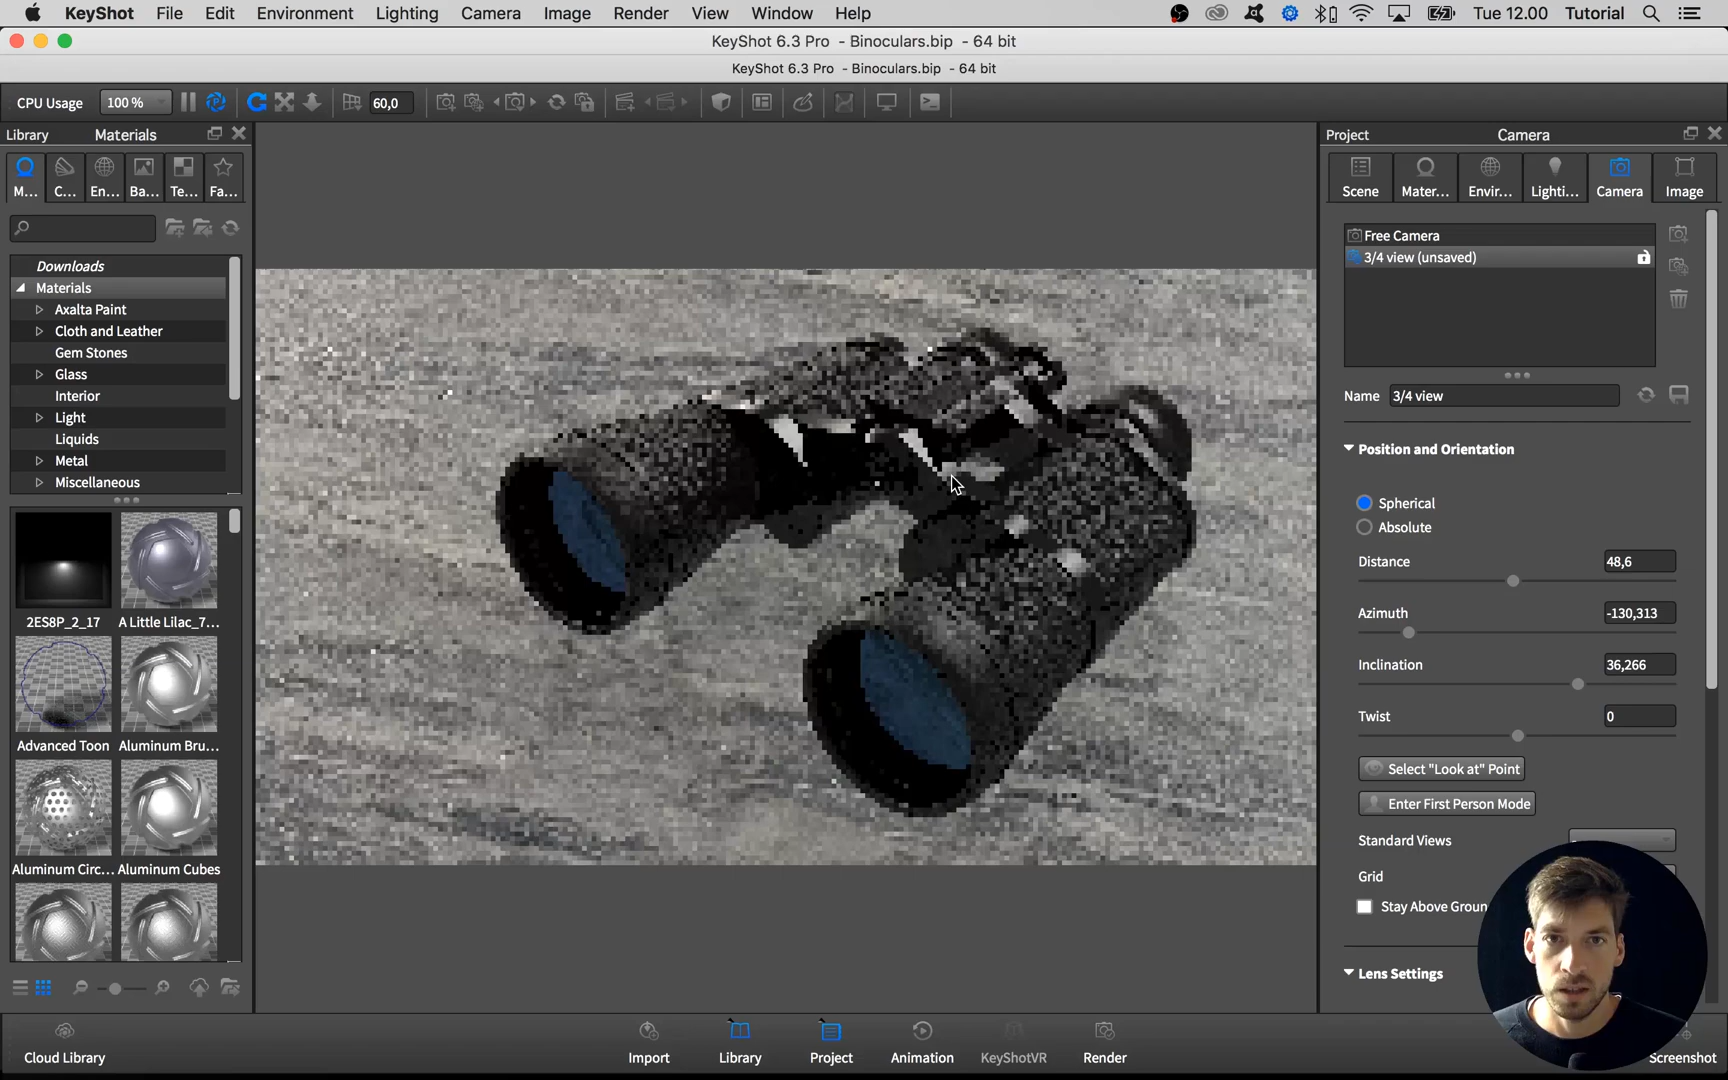 KeyShot File Edit Environment Lighting Camera Image Render View Window Help Tue 12.00 Tutorial
KeyShot 6.3 Pro - Binoculars.bip - 64 bit
KeyShot 6.3 Pro - Binoculars.bip - 64 bit
CPU Usage 100 % 60,0
Library Materials
M... C... En... Ba... Te... Fa...
Downloads
Materials
Axalta Paint
Cloth and Leather
Gem Stones
Glass
Interior
Light
Liquids
Metal
Miscellaneous
2ES8P_2_17 A Little Lilac_7...
Advanced Toon Aluminum Bru...
Aluminum Circ... Aluminum Cubes
Project Camera
Scene Mater... Envir... Lighti... Camera Image
Free Camera
3/4 view (unsaved)
Name 3/4 view
Position and Orientation
Spherical
Absolute
Distance 48,6
Azimuth -130,313
Inclination 36,266
Twist 0
Select "Look at" Point
Enter First Person Mode
Standard Views
Grid
Stay Above Groun
Lens Settings
Cloud Library Import Library Project Animation KeyShotVR Render Screenshot